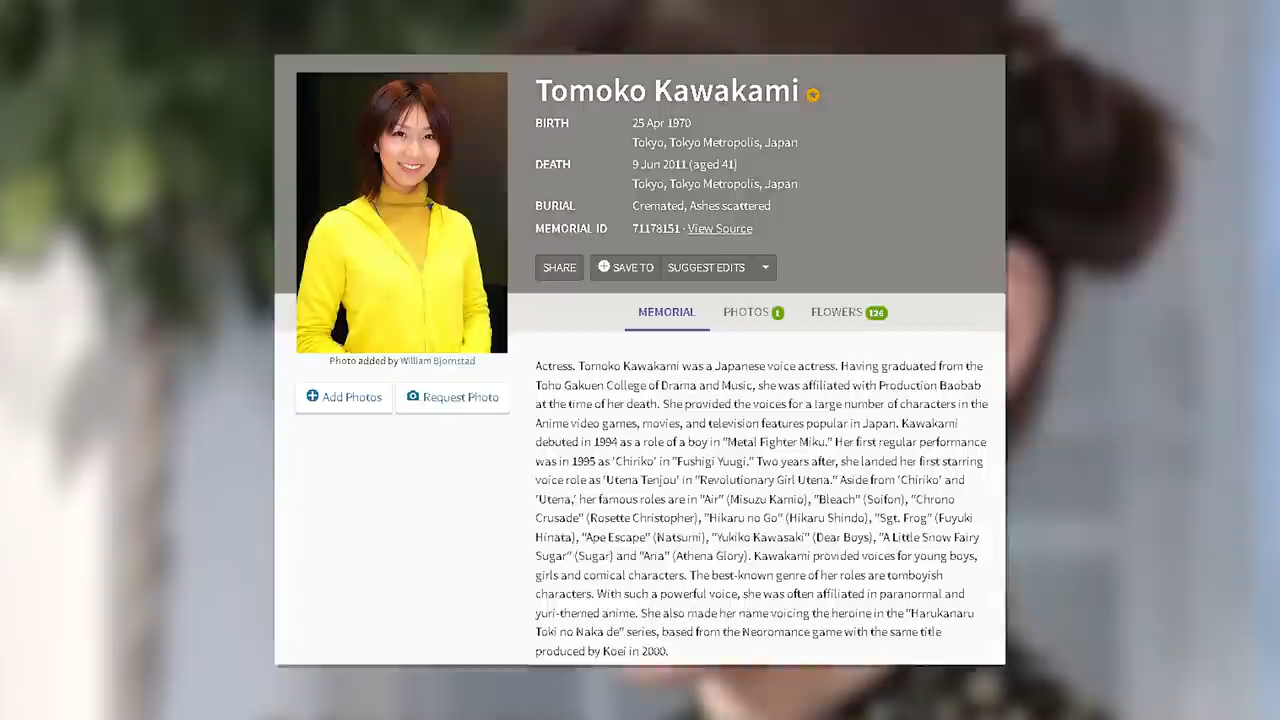 Tomoko Kawakami
BIRTH 25 Apr 1970
Tokyo, Tokyo Metropolis, Japan
DEATH 9 Jun 2011 (aged 41)
Tokyo, Tokyo Metropolis, Japan
BURIAL Cremated, Ashes scattered
MEMORIAL ID 71178151 · View Source
SHARE SAVE TO SUGGEST EDITS
MEMORIAL PHOTOS 1 FLOWERS 126
Photo added by William Bjornstad
Add Photos Request Photo
Actress. Tomoko Kawakami was a Japanese voice actress. Having graduated from the
Toho Gakuen College of Drama and Music, she was affiliated with Production Baobab
at the time of her death. She provided the voices for a large number of characters in the
Anime video games, movies, and television features popular in Japan. Kawakami
debuted in 1994 as a role of a boy in "Metal Fighter Miku." Her first regular performance
was in 1995 as 'Chiriko' in "Fushigi Yuugi." Two years after, she landed her first starring
voice role as 'Utena Tenjou' in "Revolutionary Girl Utena." Aside from 'Chiriko' and
'Utena,' her famous roles are in "Air" (Misuzu Kamio), "Bleach" (Soifon), "Chrono
Crusade" (Rosette Christopher), "Hikaru no Go" (Hikaru Shindo), "Sgt. Frog" (Fuyuki
Hinata), "Ape Escape" (Natsumi), "Yukiko Kawasaki" (Dear Boys), "A Little Snow Fairy
Sugar" (Sugar) and "Aria" (Athena Glory). Kawakami provided voices for young boys,
girls and comical characters. The best-known genre of her roles are tomboyish
characters. With such a powerful voice, she was often affiliated in paranormal and
yuri-themed anime. She also made her name voicing the heroine in the "Harukanaru
Toki no Naka de" series, based from the Neoromance game with the same title
produced by Koei in 2000.